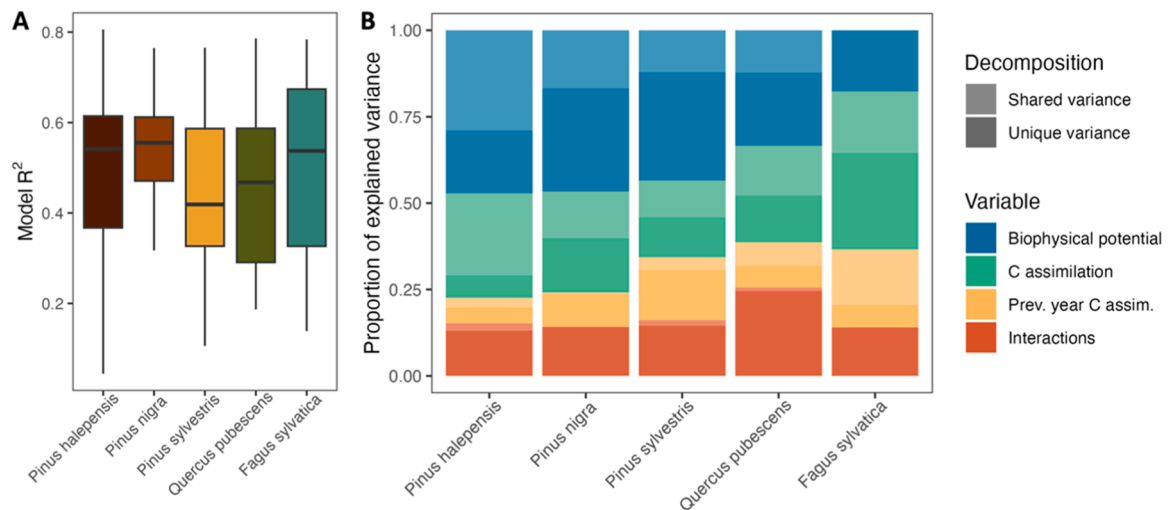 A
Model R²
0.8
0.6
0.4
0.2
Pinus halepensis
Pinus nigra
Pinus sylvestris
Quercus pubescens
Fagus sylvatica
B
Proportion of explained variance
1.00
0.75
0.50
0.25
0.00
Pinus halepensis
Pinus nigra
Pinus sylvestris
Quercus pubescens
Fagus sylvatica
Decomposition
Shared variance
Unique variance
Variable
Biophysical potential
C assimilation
Prev. year C assim.
Interactions